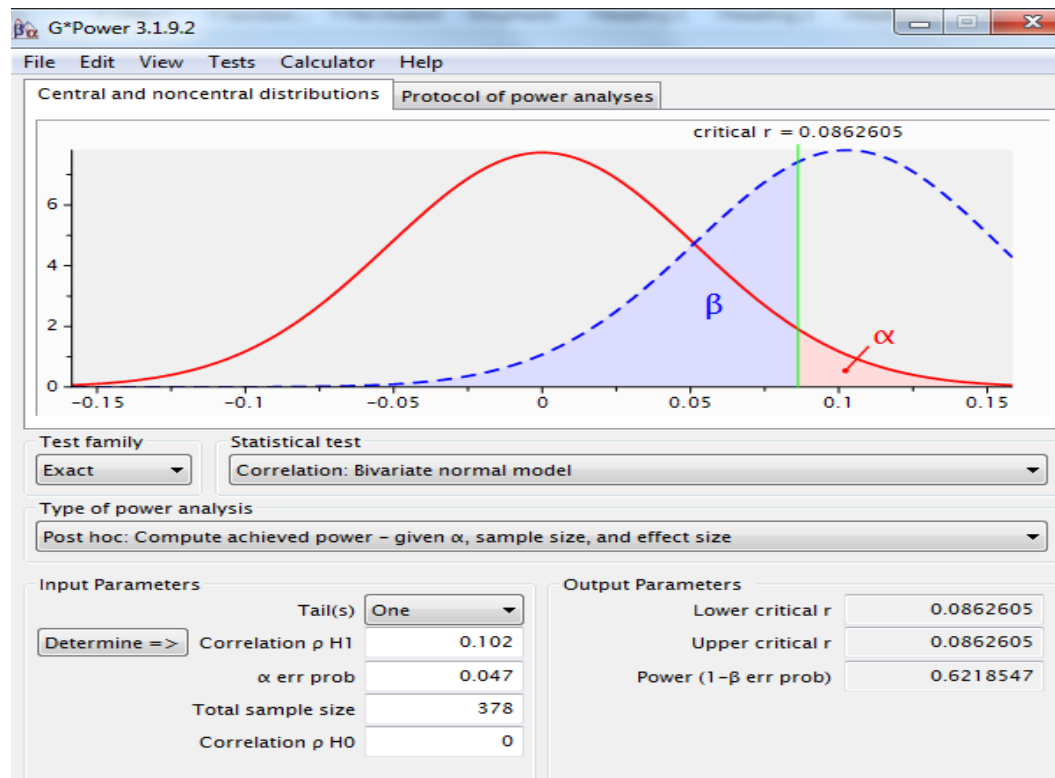 βα G*Power 3.1.9.2
File Edit View Tests Calculator Help
Central and noncentral distributions Protocol of power analyses
critical r = 0.0862605
6
4
2
0
β
α
-0.15 -0.1 -0.05 0 0.05 0.1 0.15
Test family Statistical test
Exact Correlation: Bivariate normal model
Type of power analysis
Post hoc: Compute achieved power – given α, sample size, and effect size
Input Parameters Output Parameters
Tail(s) One Lower critical r 0.0862605
Determine => Correlation ρ H1 0.102 Upper critical r 0.0862605
α err prob 0.047 Power (1-β err prob) 0.6218547
Total sample size 378
Correlation ρ H0 0